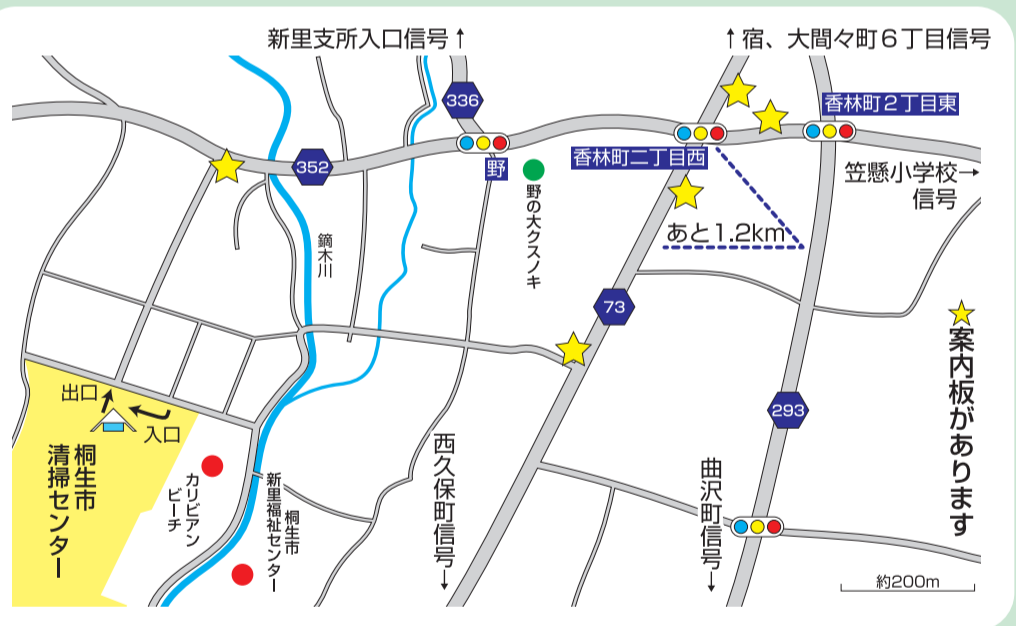 新里支所入口信号↑
↑宿、大間々町6丁目信号
336
香林町2丁目東
352
野
香林町二丁目西
笠懸小学校→
信号
野の大クスノキ
鏑木川
あと1.2km
73
☆案内板があります
293
出口
入口
桐生市
清掃センター
カリビアン
ビーチ
桐生市
新里福祉センター
西久保町信号→
曲沢町信号→
約200m